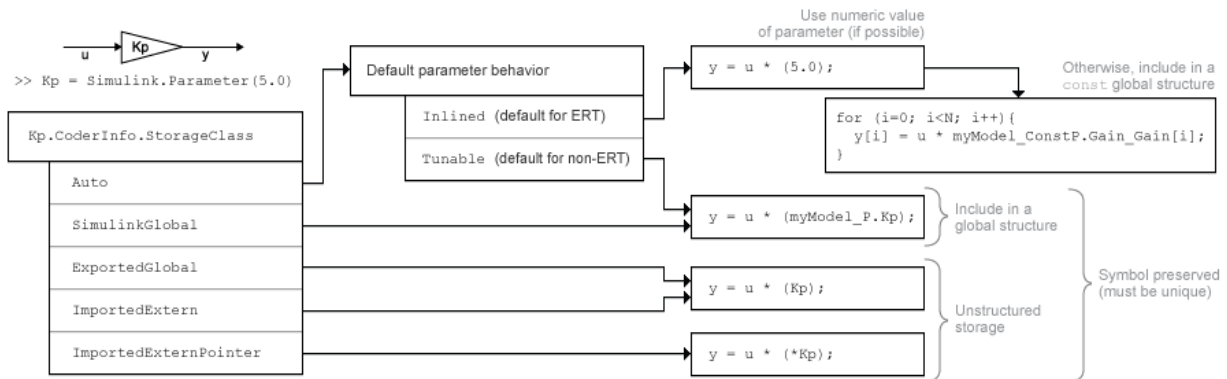 Kp
u
y
>> Kp = Simulink.Parameter(5.0)
Kp.CoderInfo.StorageClass
Auto
SimulinkGlobal
ExportedGlobal
ImportedExtern
ImportedExternPointer
Default parameter behavior
Inlined (default for ERT)
Tunable (default for non-ERT)
Use numeric value
of parameter (if possible)
y = u * (5.0);
Otherwise, include in a
const global structure
for (i=0; i<N; i++){
y[i] = u * myModel_ConstP.Gain_Gain[i];
}
y = u * (myModel_P.Kp);
Include in a
global structure
y = u * (Kp);
Unstructured
storage
y = u * (*Kp);
Symbol preserved
(must be unique)